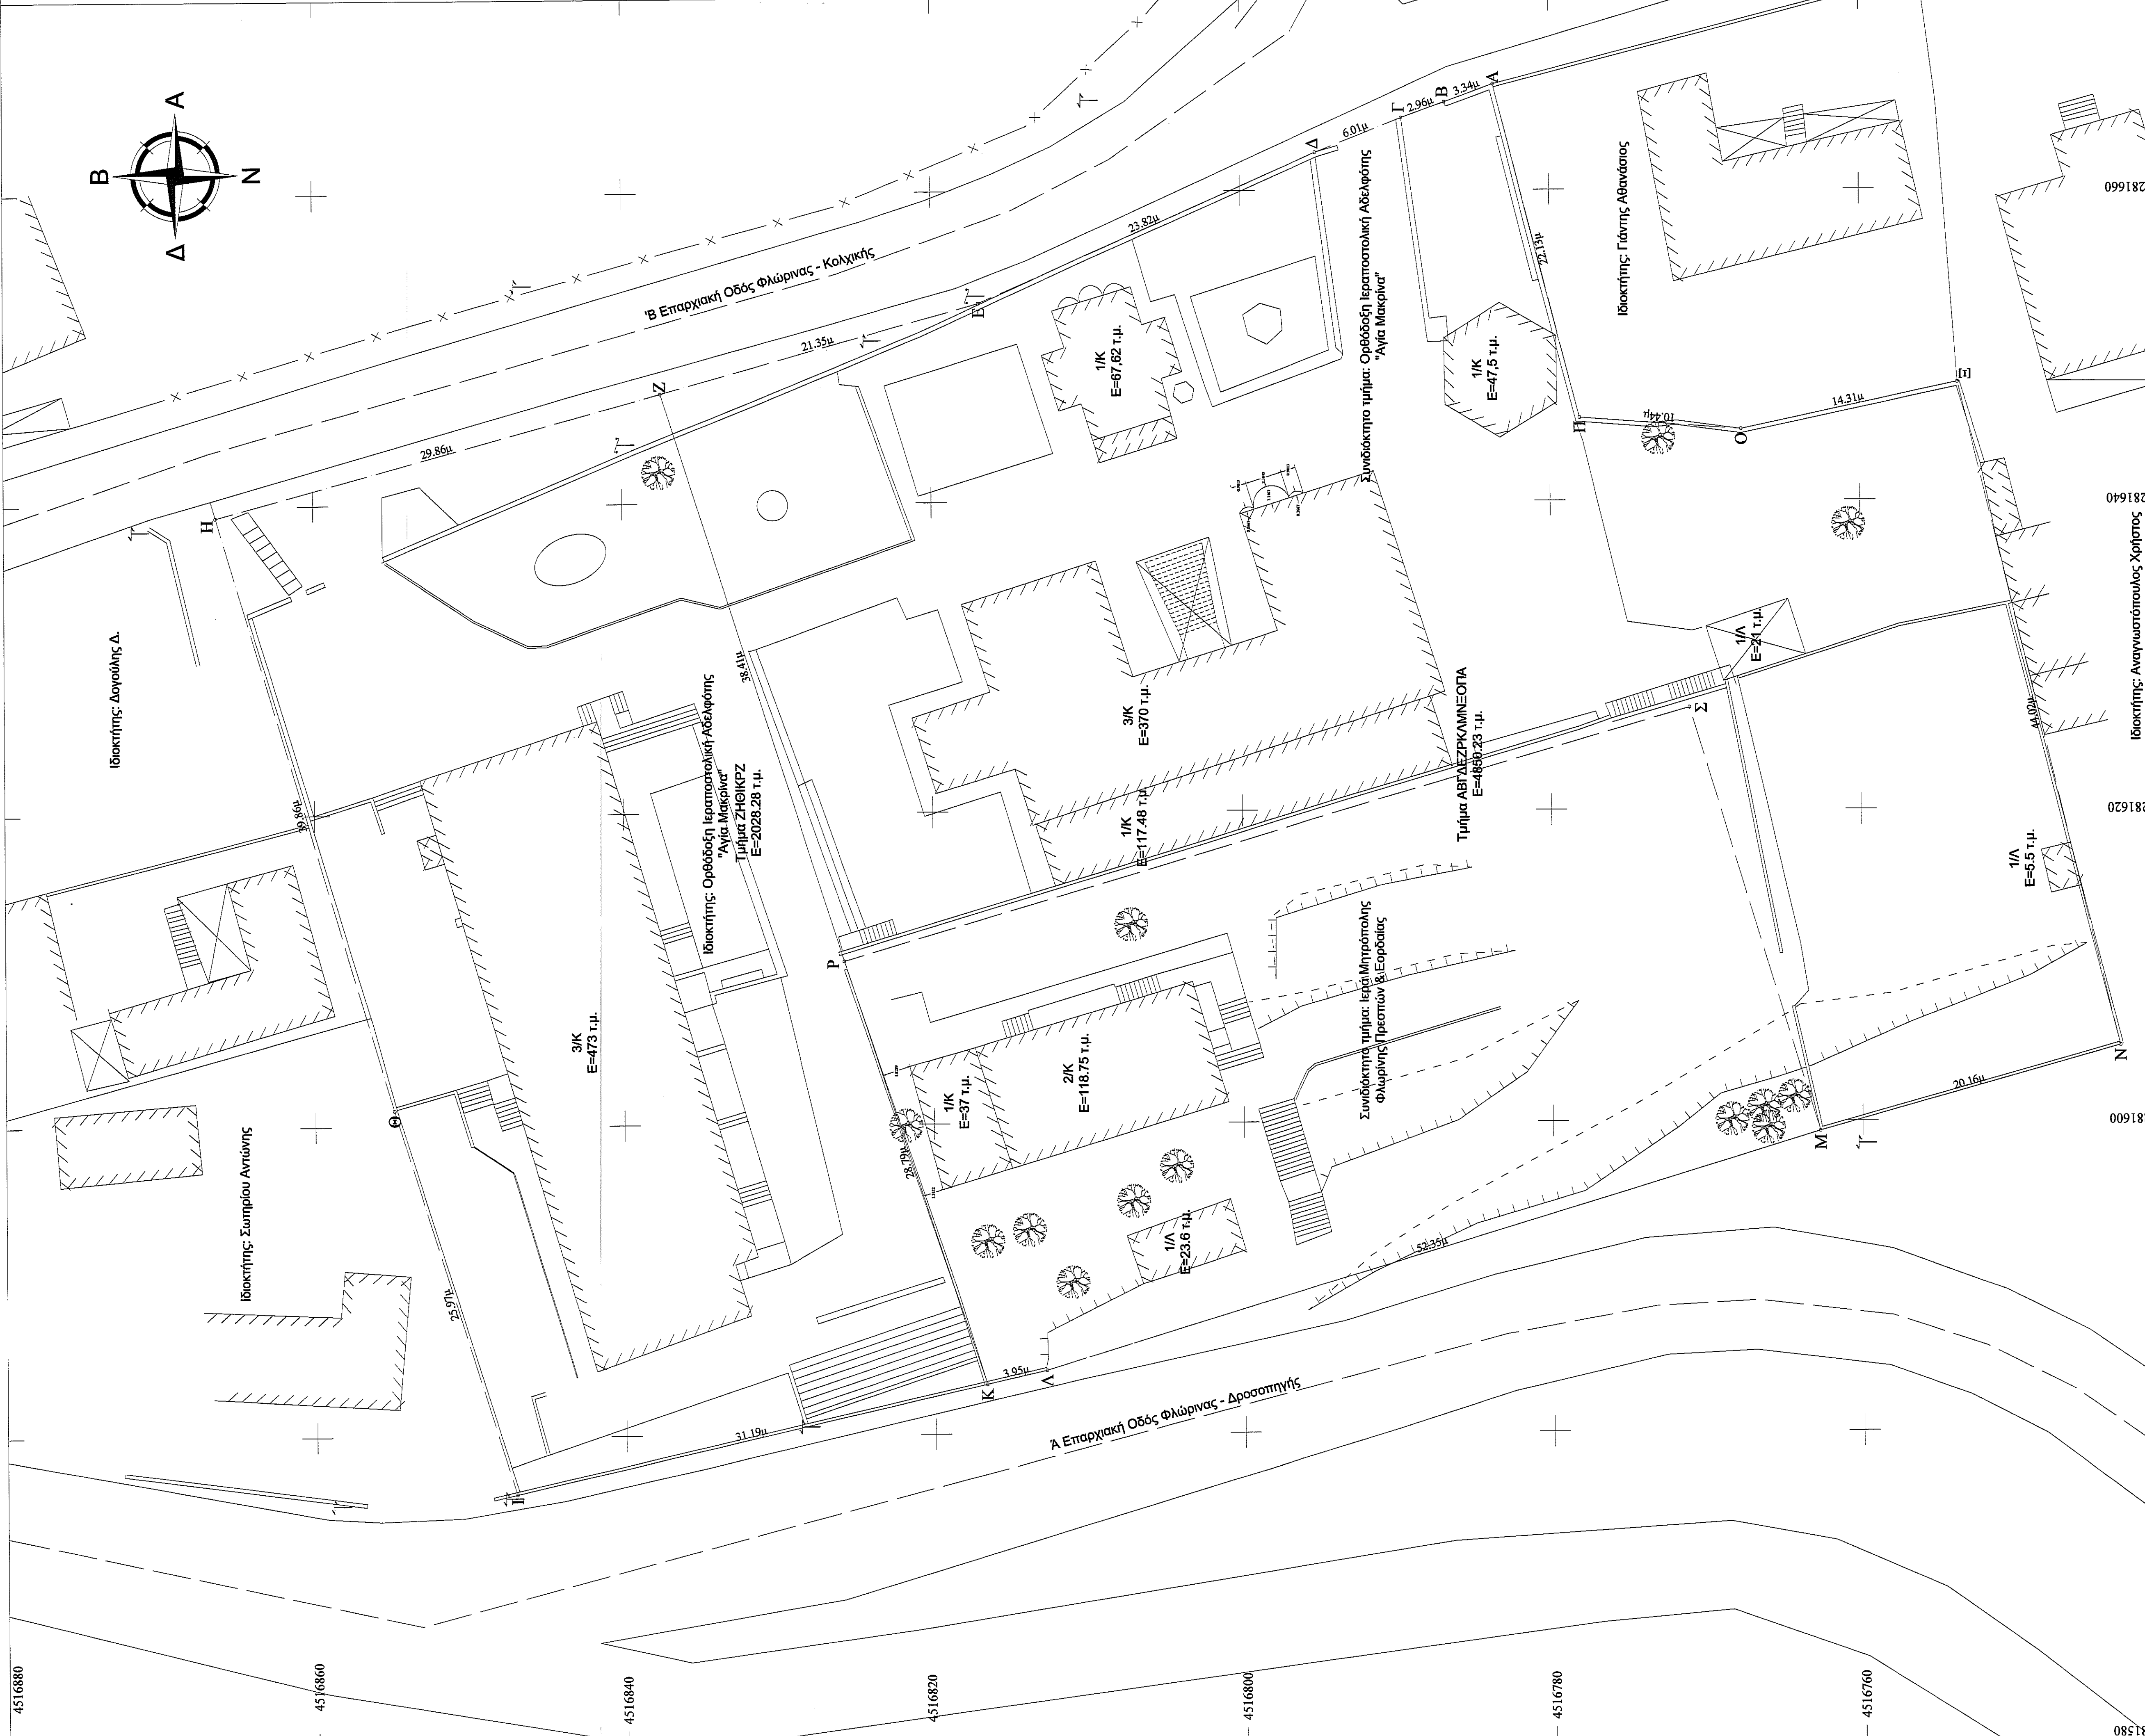 Β
Δ
Α
Ν
'Β Επαρχιακή Οδός Φλώρινας - Κολχικής
Ιδιοκτήτης: Δογούλης Δ.
Ιδιοκτήτης: Σωτηρίου Αντώνης
Η
29.86μ
Ζ
21.35μ
Ε
23.82μ
Δ
6.01μ
Γ
2.96μ
Β
3.34μ
Α
22.13μ
Π
10.44μ
Ο
14.31μ
[Ξ]
44.02μ
Ν
20.16μ
Μ
52.35μ
Λ
3.95μ
Κ
31.19μ
Ι
25.97μ
Θ
39.86μ
38.41μ
Ρ
28.79μ
Σ
1/Κ
Ε=67,62 τ.μ.
Συνιδιόκτητο τμήμα: Ορθόδοξη Ιεραποστολική Αδελφότης
"Αγία Μακρίνα"
1/Κ
Ε=47,5 τ.μ.
Ιδιοκτήτης: Γιάντης Αθανάσιος
Ιδιοκτήτης: Ορθόδοξη Ιεραποστολική Αδελφότης
"Αγία Μακρίνα"
Τμήμα ΖΗΘΙΚΡΖ
Ε=2028.28 τ.μ.
3/Κ
Ε=473 τ.μ.
3/Κ
Ε=370 τ.μ.
1/Κ
Ε=117.48 τ.μ.
Τμήμα ΑΒΓΔΕΖΡΚΛΜΝΞΟΠΑ
Ε=4850.23 τ.μ.
1/Λ
Ε=21 τ.μ.
1/Λ
Ε=5.5 τ.μ.
Ιδιοκτήτης: Αναγνωστόπουλος Χρήστος
1/Κ
Ε=37 τ.μ.
2/Κ
Ε=118.75 τ.μ.
1/Λ
Ε=23.6 τ.μ.
Συνιδιόκτητο τμήμα: Ιερά Μητρόπολης
Φλωρίνης Πρεσπών & Εορδαίας
Ά Επαρχιακή Οδός Φλώρινας - Δροσοπηγής
4516880
4516860
4516840
4516820
4516800
4516780
4516760
281660
281640
281620
281600
281580